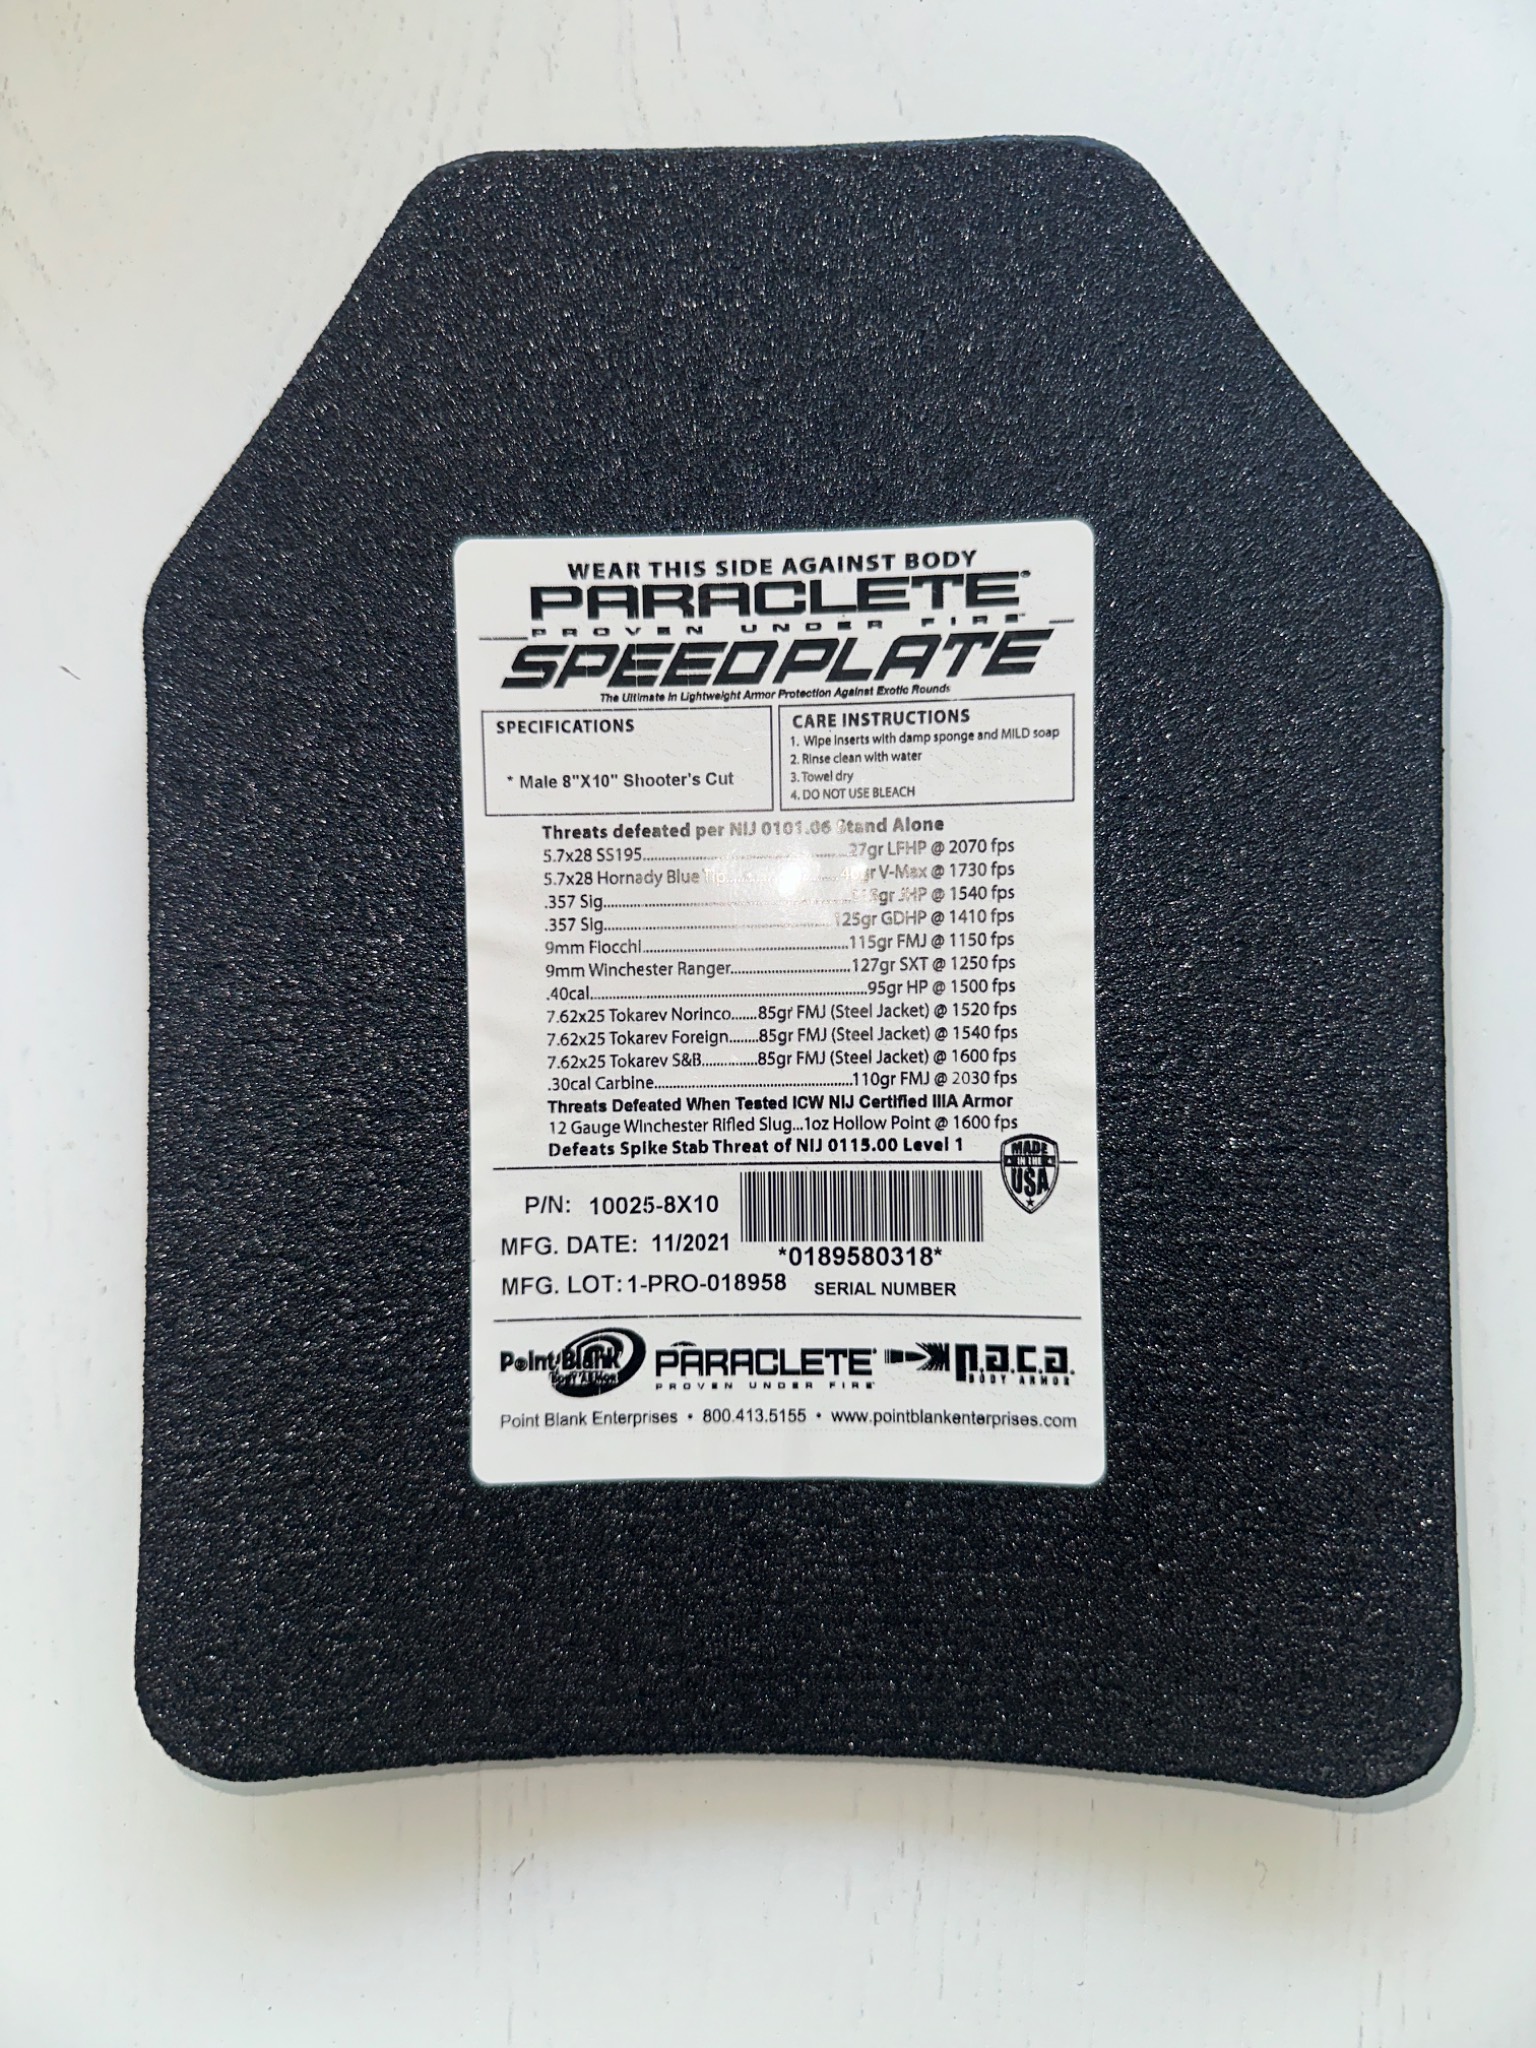 WEAR THIS SIDE AGAINST BODY
PARACLETE®
PROVEN UNDER FIRE™
SPEEDPLATE
The Ultimate in Lightweight Armor Protection Against Exotic Rounds
SPECIFICATIONS
* Male 8"X10" Shooter's Cut
CARE INSTRUCTIONS
1. Wipe inserts with damp sponge and MILD soap
2. Rinse clean with water
3. Towel dry
4. DO NOT USE BLEACH
Threats defeated per NIJ 0101.06 Stand Alone
5.7x28 SS195..........27gr LFHP @ 2070 fps
5.7x28 Hornady Blue Tip..........40gr V-Max @ 1730 fps
.357 Sig..........JHP @ 1540 fps
.357 Sig..........125gr GDHP @ 1410 fps
9mm Fiocchi..........115gr FMJ @ 1150 fps
9mm Winchester Ranger..........127gr SXT @ 1250 fps
.40cal..........95gr HP @ 1500 fps
7.62x25 Tokarev Norinco.......85gr FMJ (Steel Jacket) @ 1520 fps
7.62x25 Tokarev Foreign........85gr FMJ (Steel Jacket) @ 1540 fps
7.62x25 Tokarev S&B..............85gr FMJ (Steel Jacket) @ 1600 fps
.30cal Carbine..........110gr FMJ @ 2030 fps
Threats Defeated When Tested ICW NIJ Certified IIIA Armor
12 Gauge Winchester Rifled Slug...1oz Hollow Point @ 1600 fps
Defeats Spike Stab Threat of NIJ 0115.00 Level 1
MADE
IN THE
USA
P/N: 10025-8X10
MFG. DATE: 11/2021
*0189580318*
MFG. LOT: 1-PRO-018958
SERIAL NUMBER
Point Blank
BODY ARMOR
PARACLETE®
PROVEN UNDER FIRE™
p.a.c.a.
BODY ARMOR
Point Blank Enterprises • 800.413.5155 • www.pointblankenterprises.com